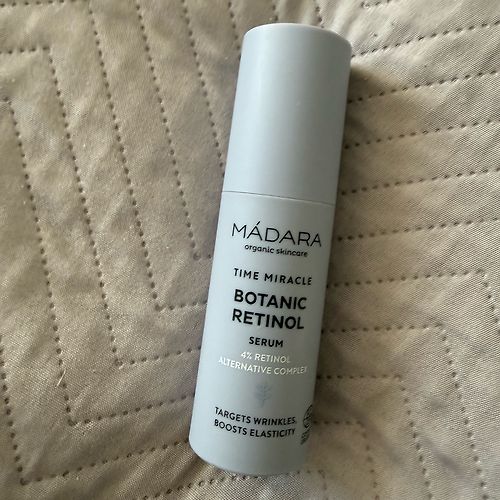 MÁDARA
organic skincare
TIME MIRACLE
BOTANIC
RETINOL
SERUM
4% RETINOL
ALTERNATIVE COMPLEX
TARGETS WRINKLES,
BOOSTS ELASTICITY